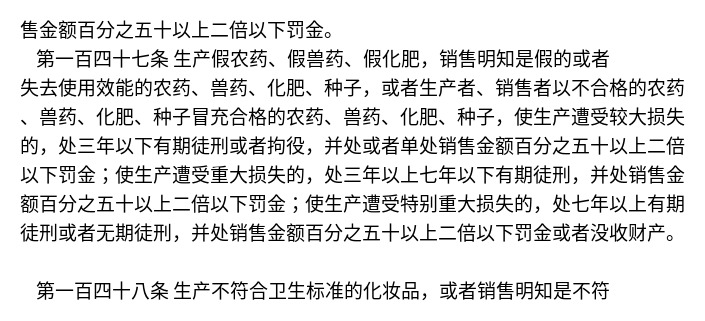 售金额百分之五十以上二倍以下罚金。
第一百四十七条 生产假农药、假兽药、假化肥，销售明知是假的或者
失去使用效能的农药、兽药、化肥、种子，或者生产者、销售者以不合格的农药
、兽药、化肥、种子冒充合格的农药、兽药、化肥、种子，使生产遭受较大损失
的，处三年以下有期徒刑或者拘役，并处或者单处销售金额百分之五十以上二倍
以下罚金；使生产遭受重大损失的，处三年以上七年以下有期徒刑，并处销售金
额百分之五十以上二倍以下罚金；使生产遭受特别重大损失的，处七年以上有期
徒刑或者无期徒刑，并处销售金额百分之五十以上二倍以下罚金或者没收财产。
第一百四十八条 生产不符合卫生标准的化妆品，或者销售明知是不符